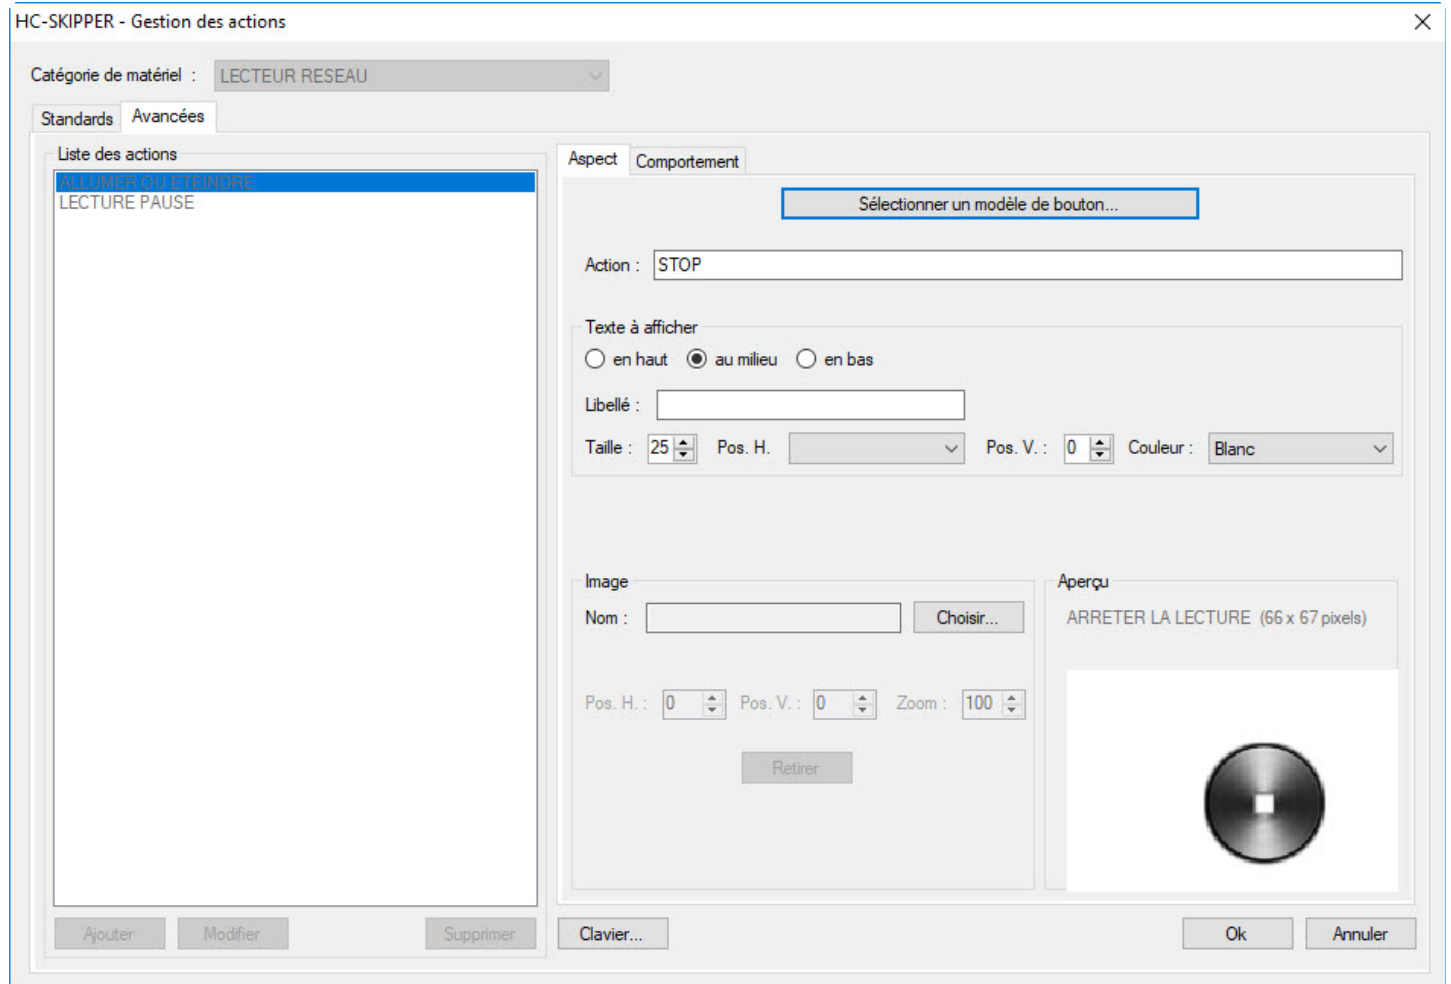 HC-SKIPPER - Gestion des actions
Catégorie de matériel : LECTEUR RESEAU
Standards Avancées
Liste des actions
ALLUMER OU ETEINDRE
LECTURE PAUSE
Ajouter Modifier Supprimer
Aspect Comportement
Sélectionner un modèle de bouton...
Action : STOP
Texte à afficher
en haut au milieu en bas
Libellé :
Taille : 25 Pos. H. Pos. V. : 0 Couleur : Blanc
Image
Nom : Choisir...
Pos. H. : 0 Pos. V. : 0 Zoom : 100
Retirer
Aperçu
ARRETER LA LECTURE (66 x 67 pixels)
Clavier... Ok Annuler